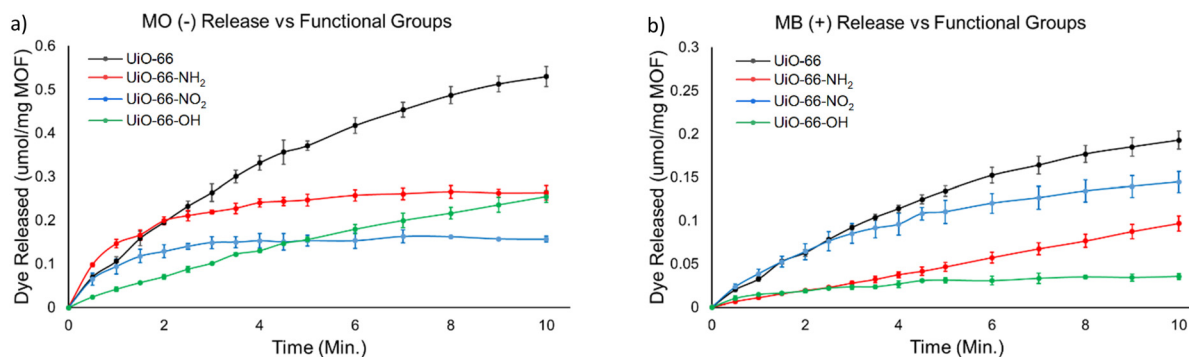 a)
MO (-) Release vs Functional Groups
Dye Released (umol/mg MOF)
0.6
0.5
0.4
0.3
0.2
0.1
0
UiO-66
UiO-66-NH₂
UiO-66-NO₂
UiO-66-OH
0 2 4 6 8 10
Time (Min.)
b)
MB (+) Release vs Functional Groups
Dye Released (umol/mg MOF)
0.3
0.25
0.2
0.15
0.1
0.05
0
UiO-66
UiO-66-NH₂
UiO-66-NO₂
UiO-66-OH
0 2 4 6 8 10
Time (Min.)